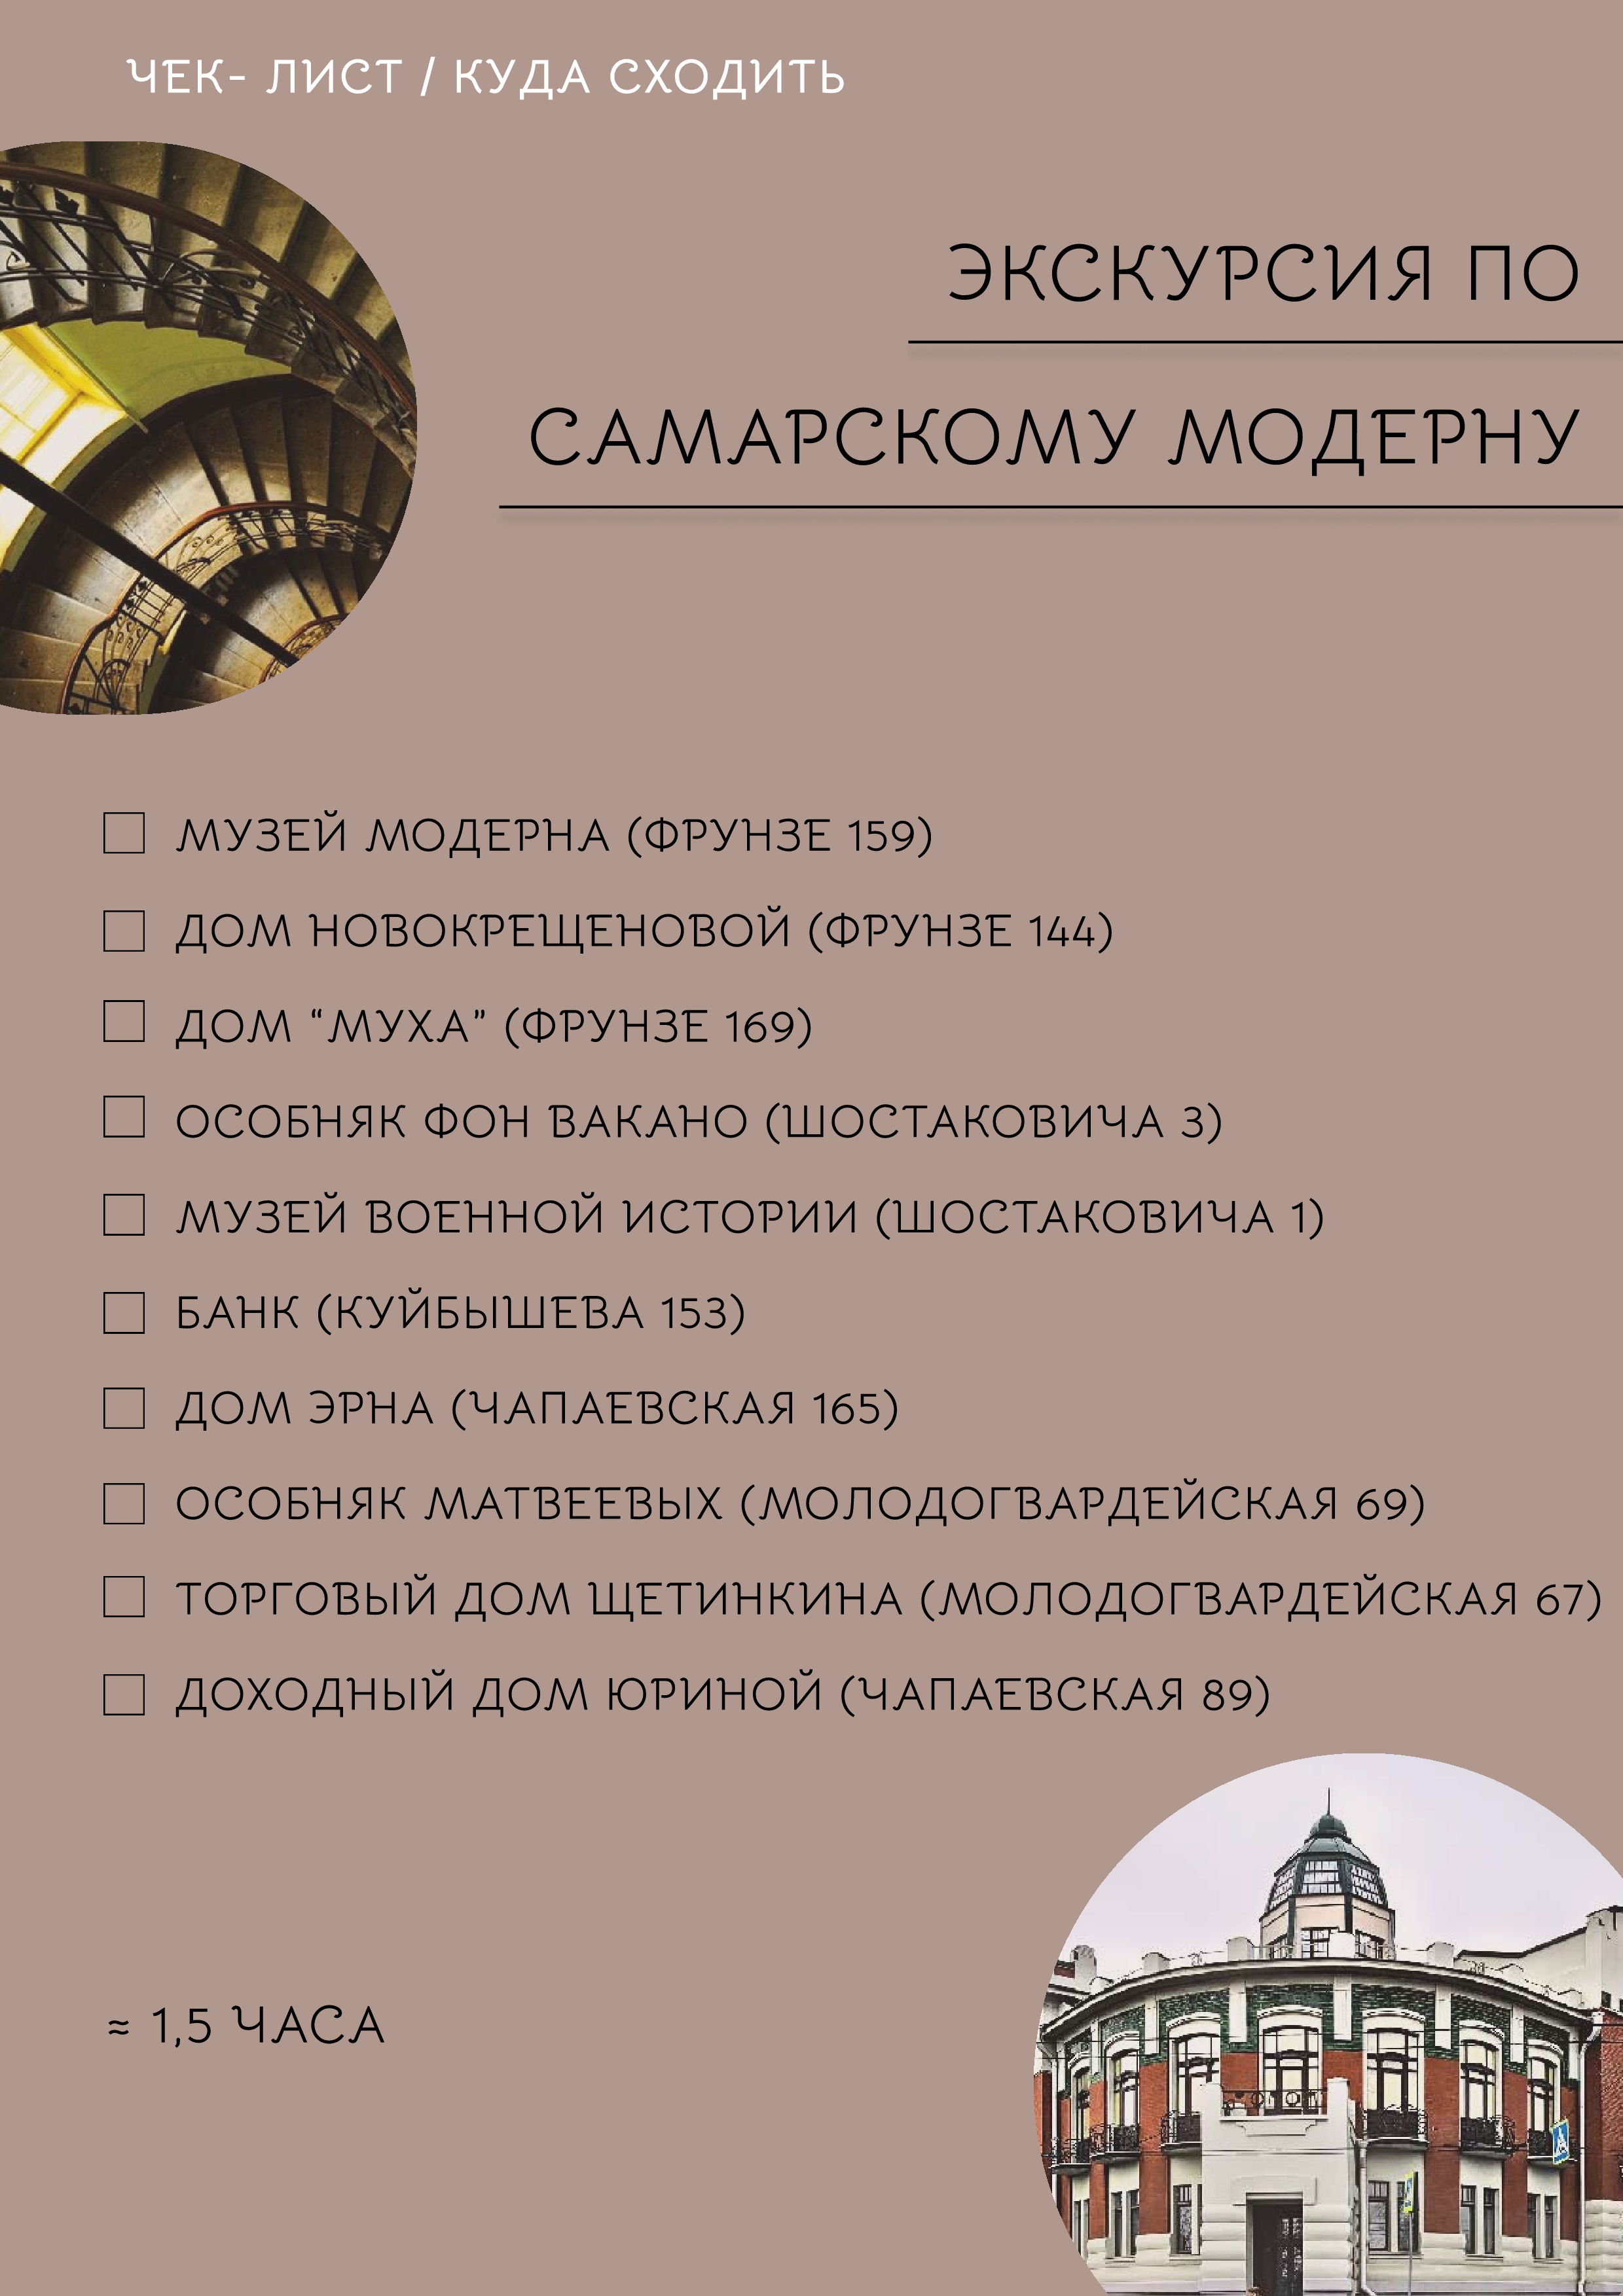 ЧЕК- ЛИСТ / КУДА СХОДИТЬ
ЭКСКУРСИЯ ПО
САМАРСКОМУ МОДЕРНУ
МУЗЕЙ МОДЕРНА (ФРУНЗЕ 159)
ДОМ НОВОКРЕЩЕНОВОЙ (ФРУНЗЕ 144)
ДОМ “МУХА” (ФРУНЗЕ 169)
ОСОБНЯК ФОН ВАКАНО (ШОСТАКОВИЧА 3)
МУЗЕЙ ВОЕННОЙ ИСТОРИИ (ШОСТАКОВИЧА 1)
БАНК (КУЙБЫШЕВА 153)
ДОМ ЭРНА (ЧАПАЕВСКАЯ 165)
ОСОБНЯК МАТВЕЕВЫХ (МОЛОДОГВАРДЕЙСКАЯ 69)
ТОРГОВЫЙ ДОМ ЩЕТИНКИНА (МОЛОДОГВАРДЕЙСКАЯ 67)
ДОХОДНЫЙ ДОМ ЮРИНОЙ (ЧАПАЕВСКАЯ 89)
≈ 1,5 ЧАСА